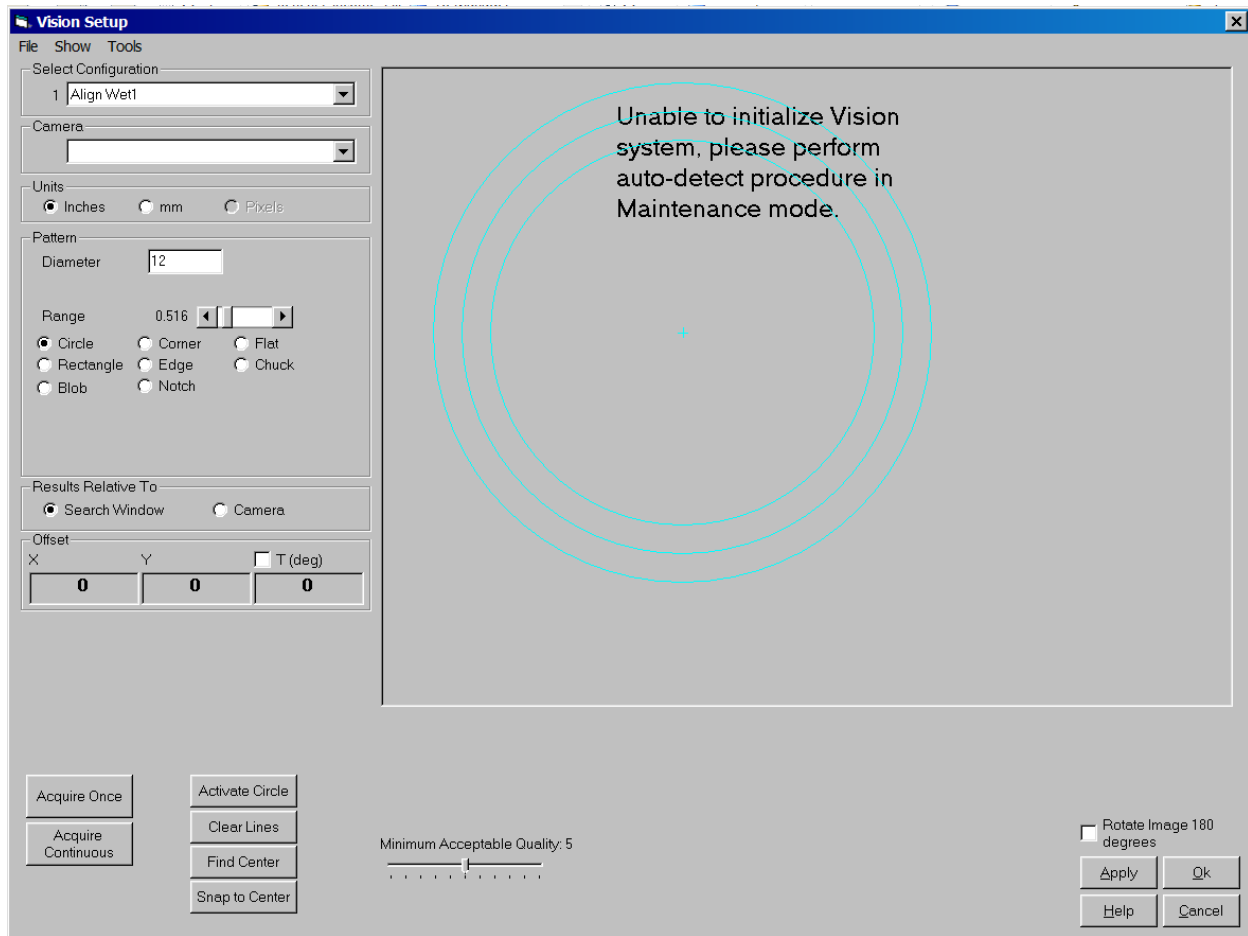 Vision Setup
File Show Tools
Select Configuration
1 Align Wet1
Camera
Units
Inches mm Pixels
Pattern
Diameter 12
Range 0.516
Circle Corner Flat
Rectangle Edge Chuck
Blob Notch
Results Relative To
Search Window Camera
Offset
X Y T (deg)
0 0 0
Unable to initialize Vision
system, please perform
auto-detect procedure in
Maintenance mode.
Acquire Once
Acquire
Continuous
Activate Circle
Clear Lines
Find Center
Snap to Center
Minimum Acceptable Quality: 5
Rotate Image 180
degrees
Apply Ok
Help Cancel